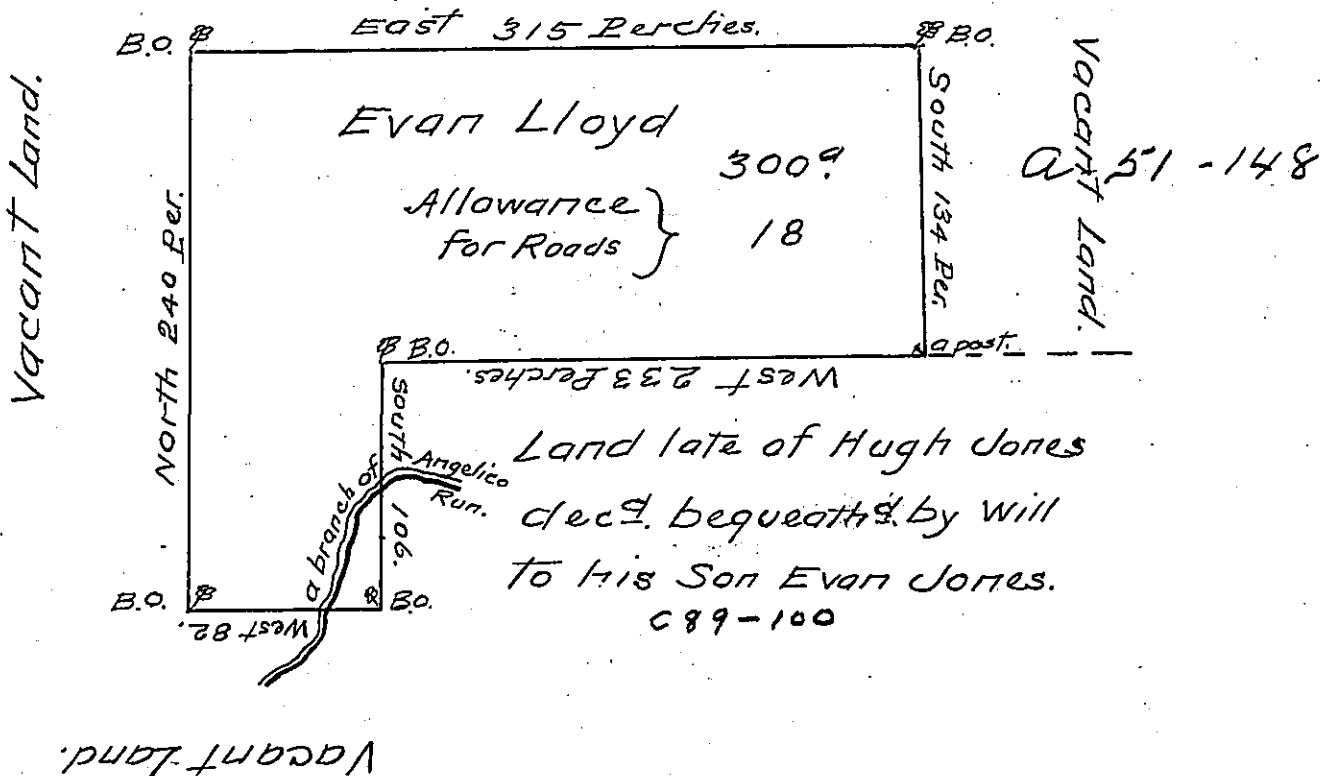 B.O. East 315 Perches. B.O.
Vacant Land.
Evan Lloyd
300a.
Allowance
for Roads } 18
North 240 Per.
South 134 Per.
Vacant Land.
a 51-148
B.O.
a post.
West 233 Perches.
South 106.
a branch of Angelico
Run.
Land late of Hugh Jones
decd. bequeath'd by Will
to his Son Evan Jones.
C 89-100
B.O. B.O.
West 82.
Vacant Land.